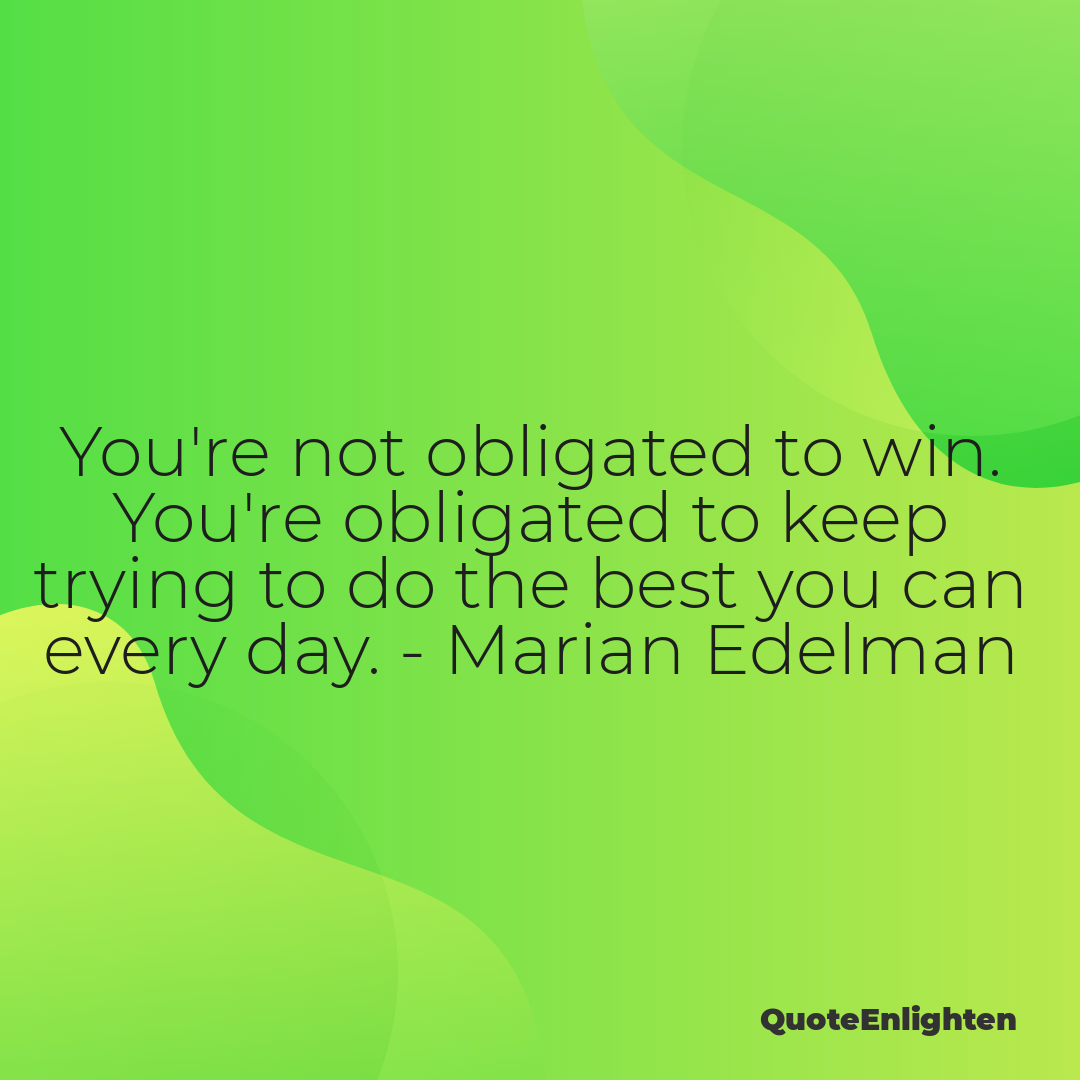 You're not obligated to win.
You're obligated to keep
trying to do the best you can
every day. - Marian Edelman
QuoteEnlighten